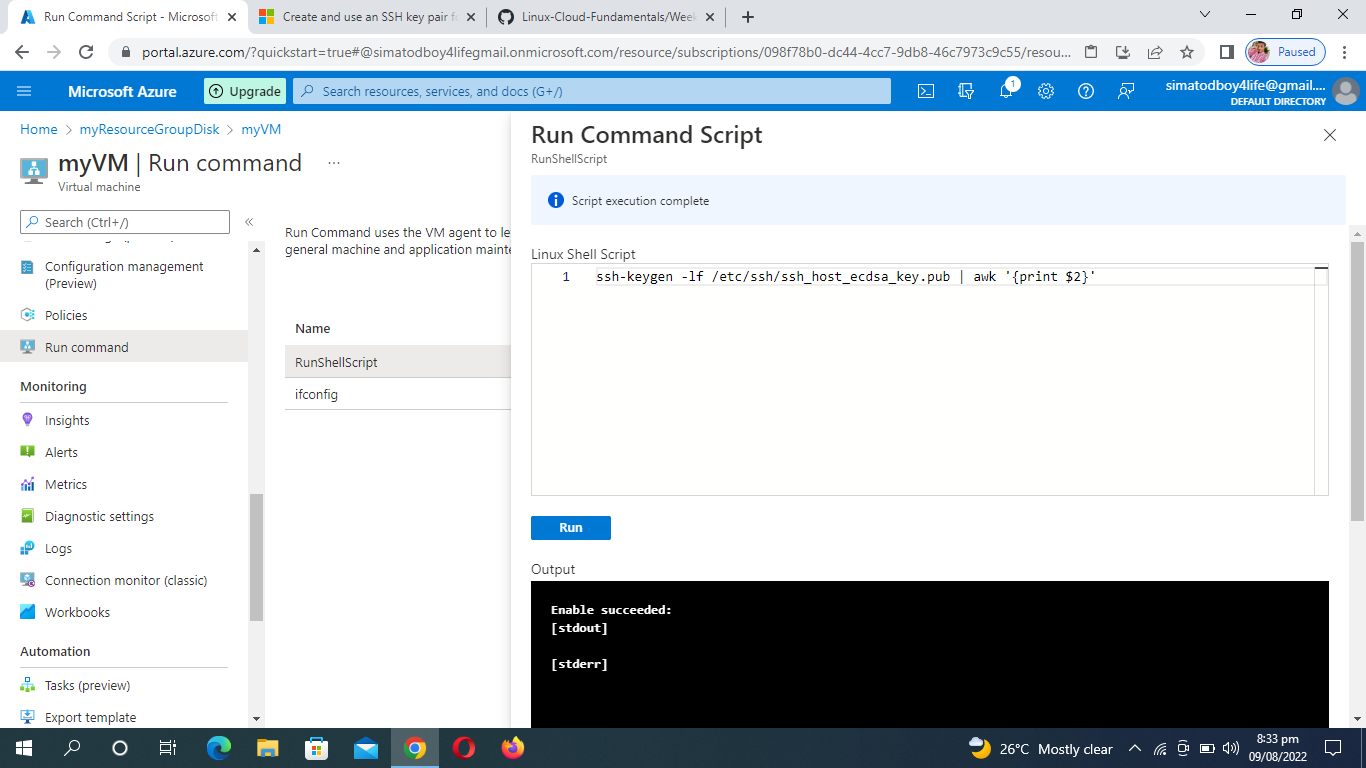 Run Command Script - Microsoft
Create and use an SSH key pair fo
Linux-Cloud-Fundamentals/Week
portal.azure.com/?quickstart=true#@simatodboy4lifegmail.onmicrosoft.com/resource/subscriptions/098f78b0-dc44-4cc7-9db8-46c7973c9c55/resou...
Paused
Microsoft Azure
Upgrade
Search resources, services, and docs (G+/)
1
simatodboy4life@gmail....
DEFAULT DIRECTORY
Home > myResourceGroupDisk > myVM
myVM | Run command ...
Virtual machine
Search (Ctrl+/)
«
Configuration management
(Preview)
Policies
Run command
Monitoring
Insights
Alerts
Metrics
Diagnostic settings
Logs
Connection monitor (classic)
Workbooks
Automation
Tasks (preview)
Export template
Run Command uses the VM agent to le
general machine and application mainte
Name
RunShellScript
ifconfig
Run Command Script
RunShellScript
Script execution complete
Linux Shell Script
1 ssh-keygen -lf /etc/ssh/ssh_host_ecdsa_key.pub | awk '{print $2}'
Run
Output
Enable succeeded:
[stdout]
[stderr]
26°C Mostly clear
8:33 pm
09/08/2022